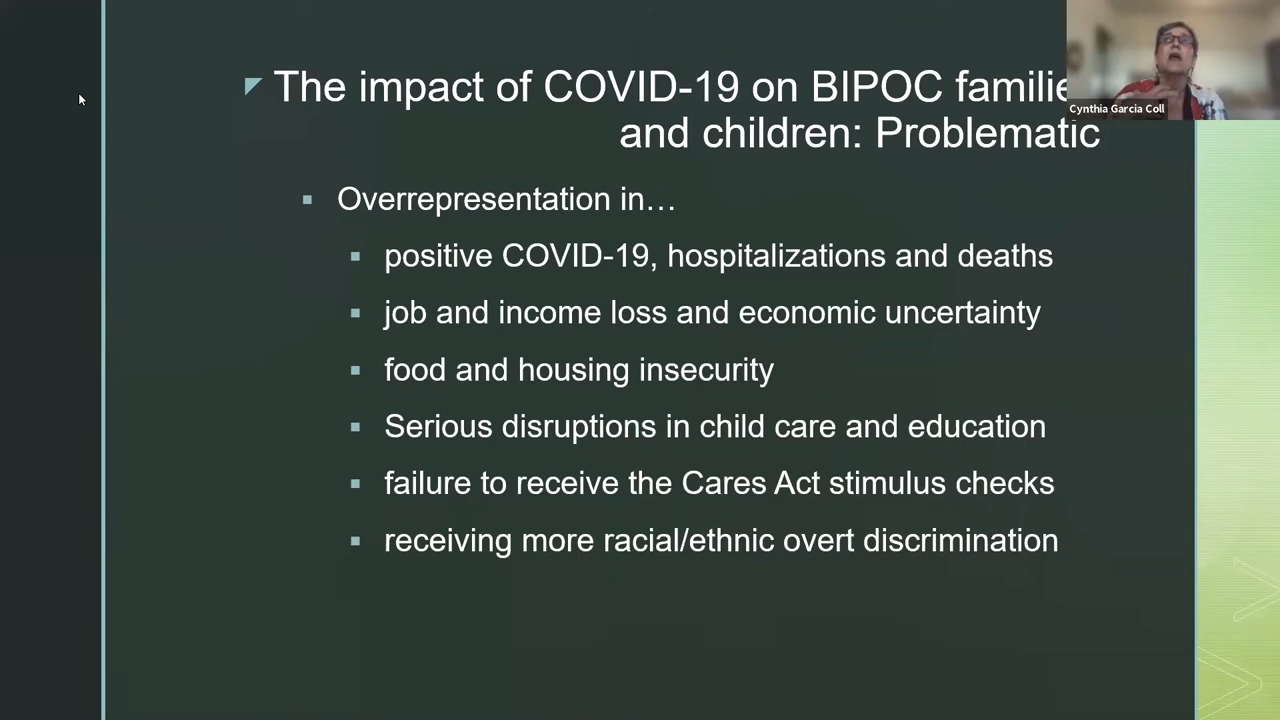 The impact of COVID-19 on BIPOC familie
and children: Problematic
Cynthia Garcia Coll
Overrepresentation in…
positive COVID-19, hospitalizations and deaths
job and income loss and economic uncertainty
food and housing insecurity
Serious disruptions in child care and education
failure to receive the Cares Act stimulus checks
receiving more racial/ethnic overt discrimination